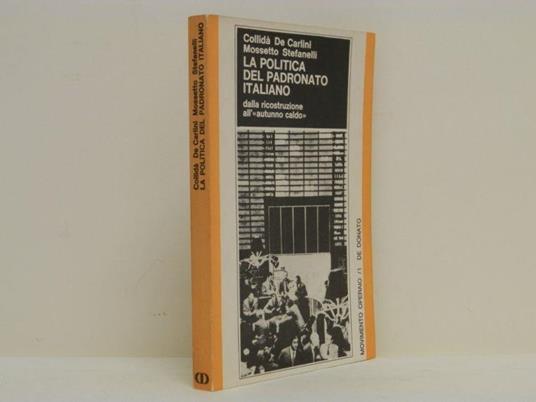 Collidà De Carlini
Mossetto Stefanelli
LA POLITICA
DEL PADRONATO
ITALIANO
dalla ricostruzione
all'«autunno caldo»
MOVIMENTO OPERAIO /1 DE DONATO
Collidà De Carlini Mossetto Stefanelli
LA POLITICA DEL PADRONATO ITALIANO